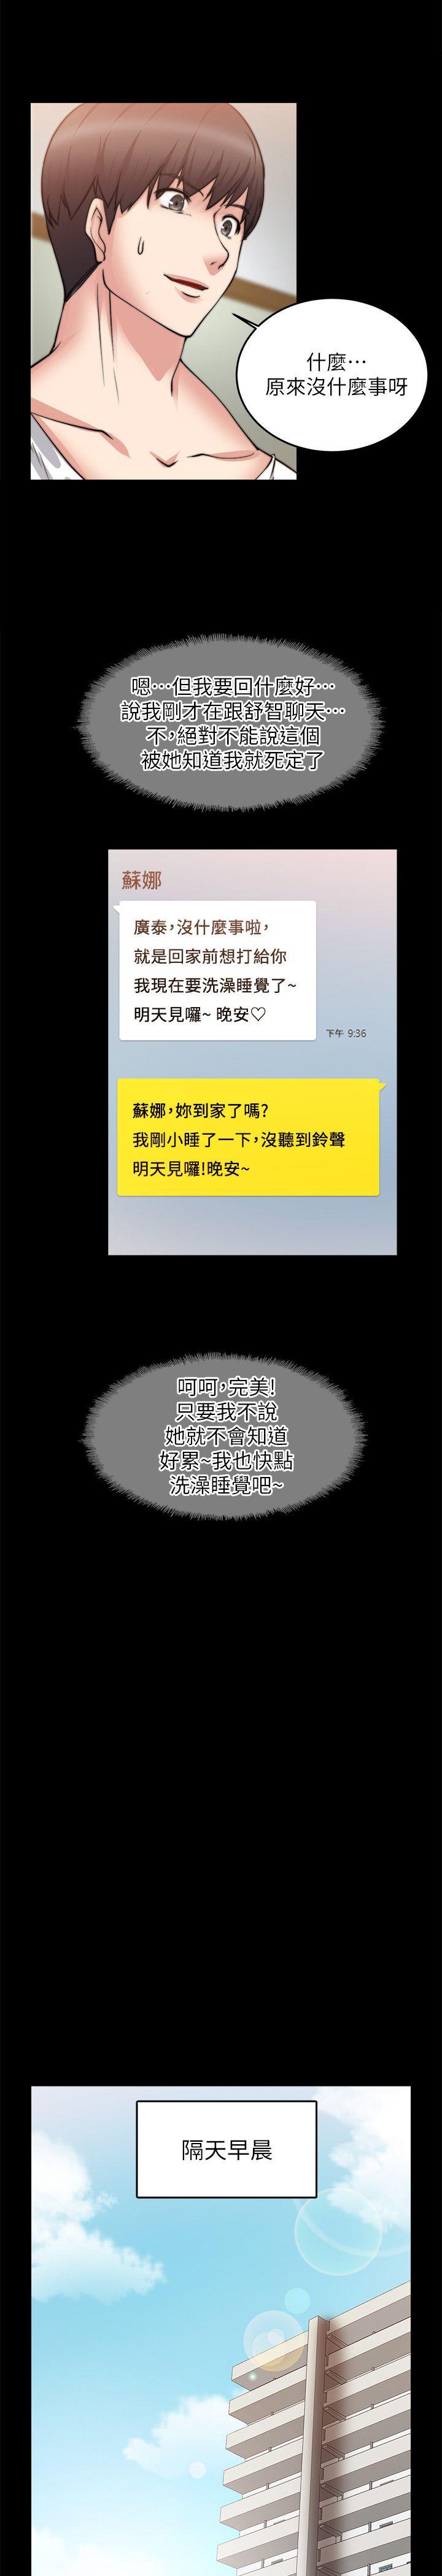 什麼⋯
原來沒什麼事呀
嗯⋯但我要回什麼好⋯
說我剛才在跟舒智聊天⋯
不,絕對不能說這個
被她知道我就死定了
蘇娜
廣泰,沒什麼事啦,
就是回家前想打給你
我現在要洗澡睡覺了~
明天見囉~ 晚安♡
下午 9:36
蘇娜,妳到家了嗎?
我剛小睡了一下,沒聽到鈴聲
明天見囉!晚安~
呵呵,完美!
只要我不說
她就不會知道
好累~我也快點
洗澡睡覺吧~
隔天早晨